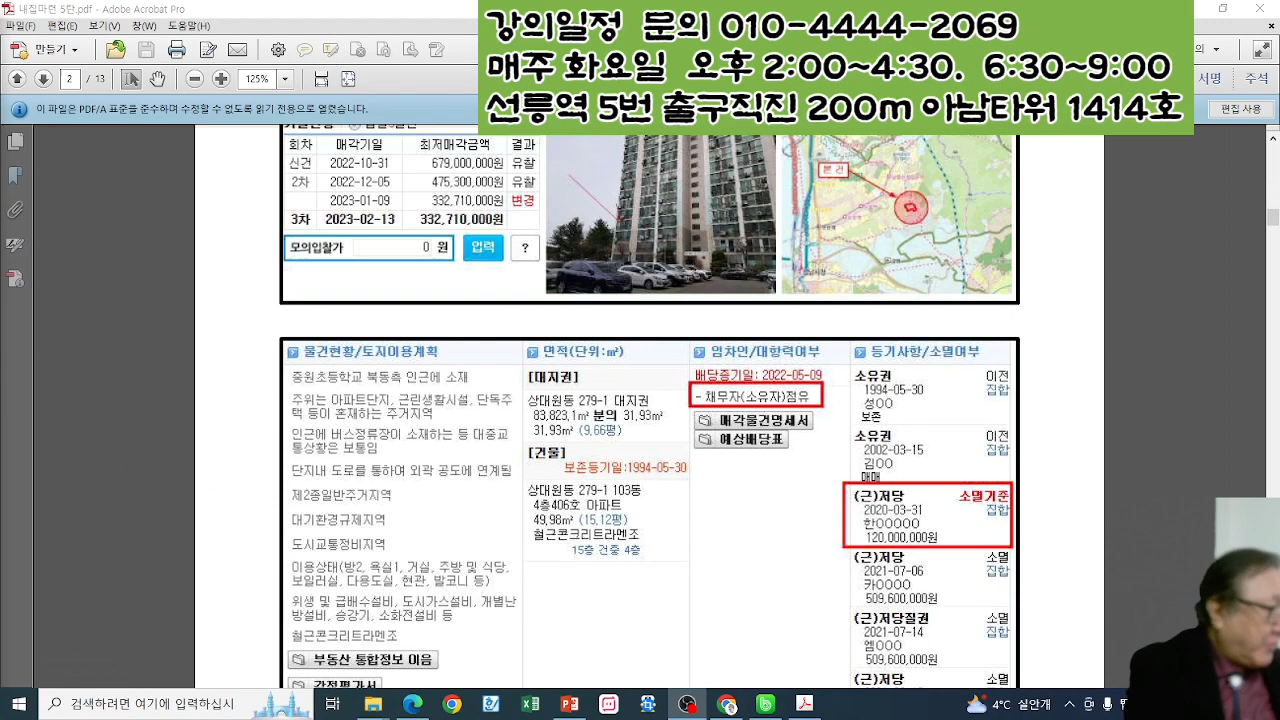 내집마련 5탄.pdf - Adobe Acrobat Pro
강의일정 문의 010-4444-2069
매주 화요일 오후 2:00~4:30. 6:30~9:00
선릉역 5번 출구직진 200m 아남타워 1414호
파일(F)
2 / 13
125%
서명
주석
이 파일은 PDF/A 표준을 준수하며 수정할 수 없도록 읽기 전용으로 열렸습니다.
편집 사용
회차 매각기일 최저매각금액 결과
신건 2022-10-31 679,000,000원 유찰
2차 2022-12-05 475,300,000원 유찰
2023-01-09 332,710,000원 변경
3차 2023-02-13 332,710,000원
모의입찰가 0 원 입력 ?
본 건
물건현황/토지이용계획
중원초등학교 북동측 인근에 소재
주위는 아파트단지, 근린생활시설, 단독주
택 등이 혼재하는 주거지역
인근에 버스정류장이 소재하는 등 대중교
통상황은 보통임
단지내 도로를 통하여 외곽 공도에 연계됨
제2종일반주거지역
대기환경규제지역
도시교통정비지역
이용상태(방2, 욕실1, 거실, 주방 및 식당,
보일러실, 다용도실, 현관, 발코니 등)
위생 및 급배수설비, 도시가스설비, 개별난
방설비, 승강기, 소화전설비 등
철근콘크리트라멘조
부동산 통합정보 이음
감정평가서
면적(단위:㎡)
[대지권]
상대원동 279-1 대지권
83,823.1㎡ 분의 31.93㎡
31.93㎡ (9.66평)
[건물]
보존등기일:1994-05-30
상대원동 279-1 103동
4층406호 아파트
49.98㎡ (15.12평)
철근콘크리트라멘조
15층 건중 4층
임차인/대항력여부
배당종기일: 2022-05-09
- 채무자(소유자)점유
매각물건명세서
예상배당표
등기사항/소멸여부
소유권 이전
1994-05-30 집합
성○○
보존
소유권 이전
2002-03-15 집합
김○○
매매
(근)저당 소멸기준
2020-03-31 집합
한○○○○○
120,000,000원
(근)저당 소멸
2021-07-06 집합
카○○○○
509,600,000원
(근)저당질권 소멸
2021-07-14 집합
엠○○○
509,600,000원
(근)저당 소멸
검색하려면 여기에 입력하십시오.
4°C 실안개